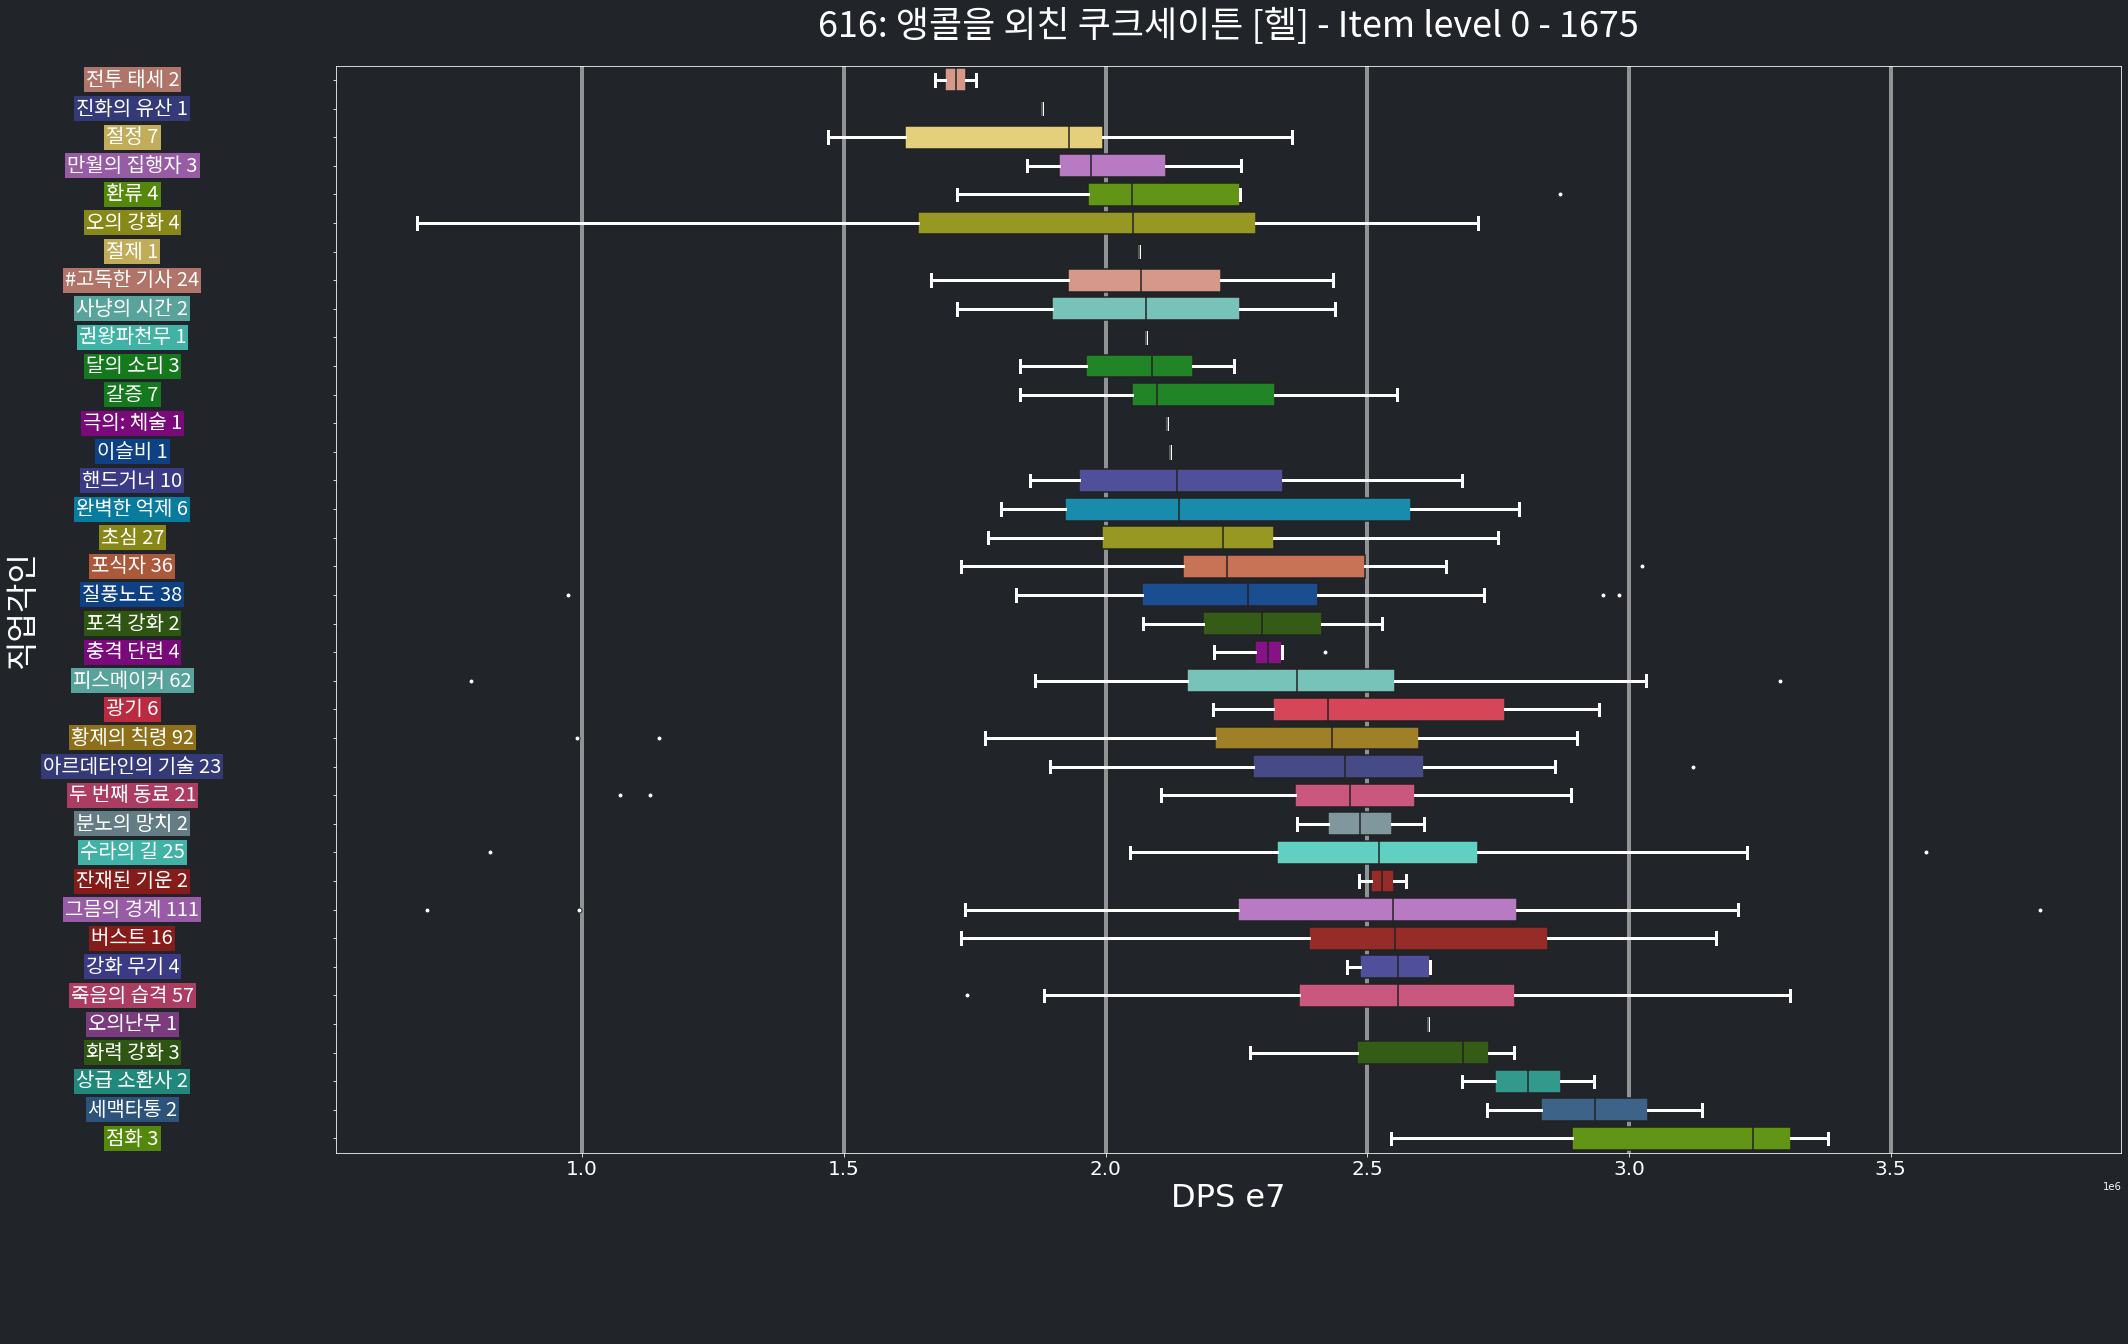 616: 앵콜을 외친 쿠크세이튼 [헬] - Item level 0 - 1675
직업각인
전투 태세 2
진화의 유산 1
절정 7
만월의 집행자 3
환류 4
오의 강화 4
절제 1
#고독한 기사 24
사냥의 시간 2
권왕파천무 1
달의 소리 3
갈증 7
극의: 체술 1
이슬비 1
핸드거너 10
완벽한 억제 6
초심 27
포식자 36
질풍노도 38
포격 강화 2
충격 단련 4
피스메이커 62
광기 6
황제의 칙령 92
아르데타인의 기술 23
두 번째 동료 21
분노의 망치 2
수라의 길 25
잔재된 기운 2
그믐의 경계 111
버스트 16
강화 무기 4
죽음의 습격 57
오의난무 1
화력 강화 3
상급 소환사 2
세맥타통 2
점화 3
1.0 1.5 2.0 2.5 3.0 3.5
1e6
DPS e7